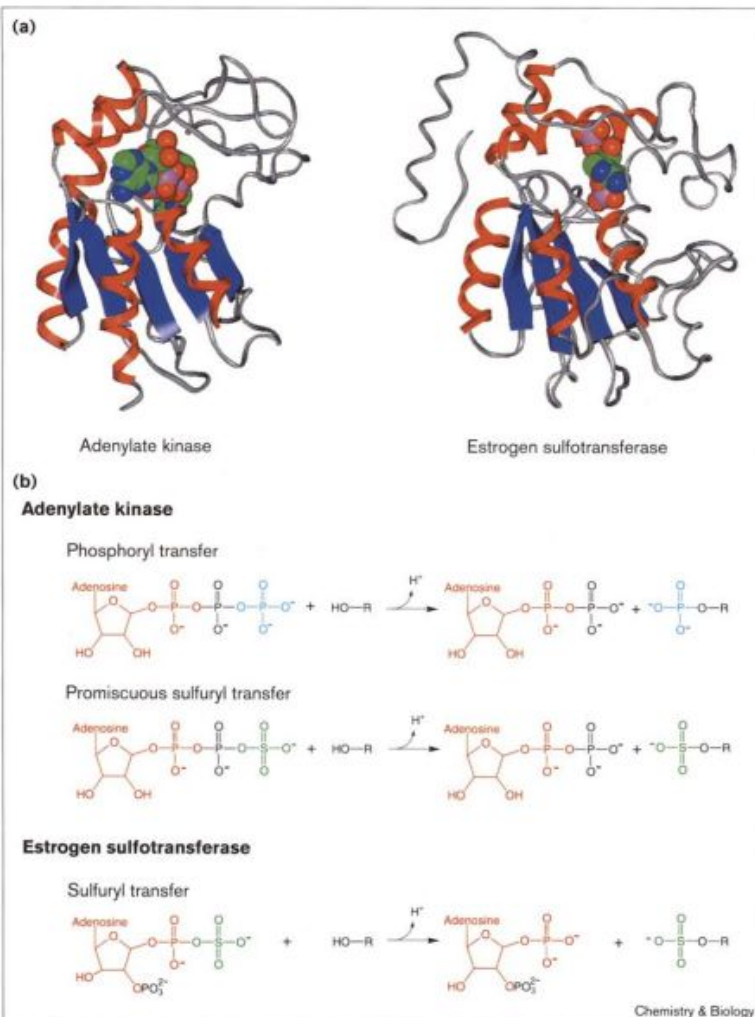 (a)
Adenylate kinase
Estrogen sulfotransferase
(b)
Adenylate kinase
Phosphoryl transfer
Adenosine O O O Adenosine O O O
O O–P–O–P–O–P–O⁻ + HO–R H⁺ O O–P–O–P–O⁻ + ⁻O–P–O–R
O⁻ O⁻ O⁻ O⁻ O⁻ O⁻
HO OH HO OH
Promiscuous sulfuryl transfer
Adenosine O O O Adenosine O O O
O O–P–O–P–O–S–O⁻ + HO–R H⁺ O O–P–O–P–O⁻ + ⁻O–S–O–R
O⁻ O⁻ O O⁻ O⁻ O
HO OH HO OH
Estrogen sulfotransferase
Sulfuryl transfer
Adenosine O O Adenosine O O
O O–P–O–S–O⁻ + HO–R H⁺ O O–P–O⁻ + ⁻O–S–O–R
O⁻ O O⁻ O
HO OPO₃²⁻ HO OPO₃²⁻
Chemistry & Biology